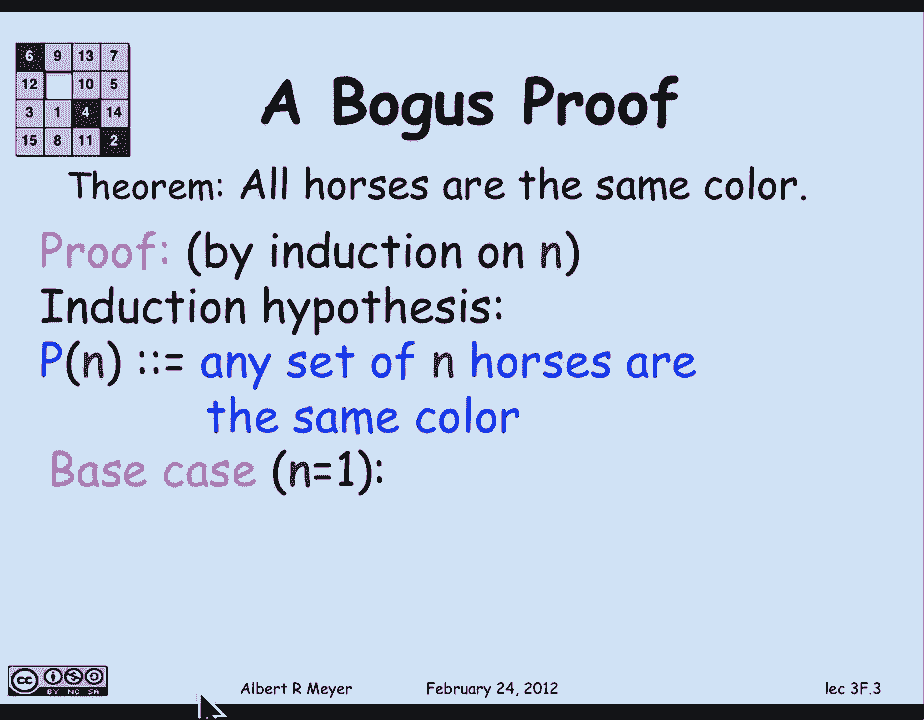 6 9 13 7
12 10 5
3 1 4 14
15 8 11 2
A Bogus Proof
Theorem: All horses are the same color.
Proof: (by induction on n)
Induction hypothesis:
P(n) ::= any set of n horses are
the same color
Base case (n=1):
cc BY NC SA
Albert R Meyer February 24, 2012 lec 3F.3